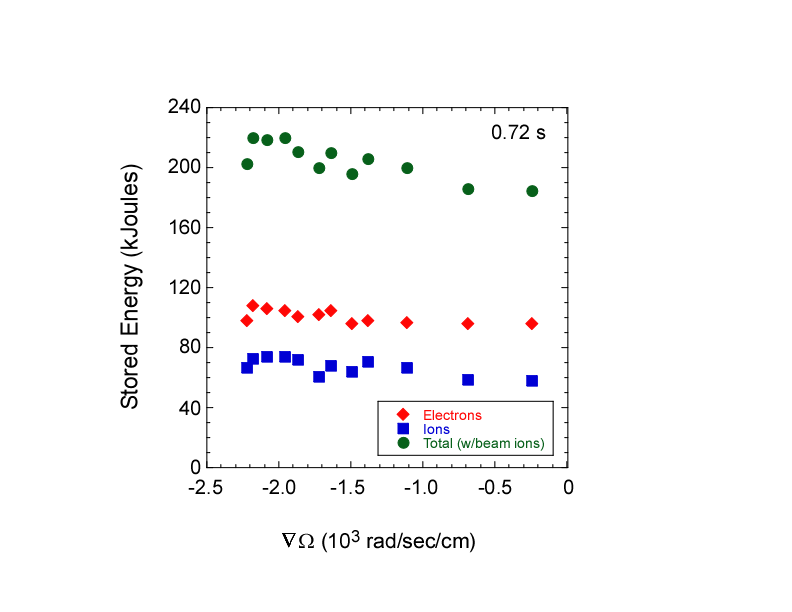 240
0.72 s
200
160
120
80
40
0
Stored Energy (kJoules)
Electrons
Ions
Total (w/beam ions)
-2.5 -2.0 -1.5 -1.0 -0.5 0
∇Ω (10³ rad/sec/cm)